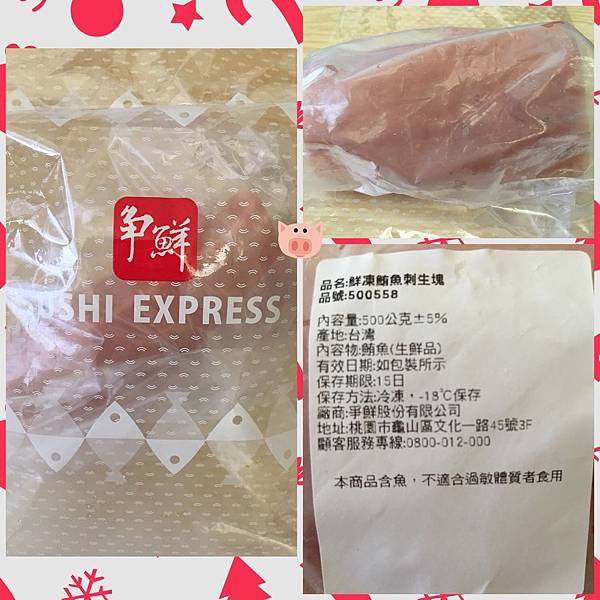 争鮮
SUSHI EXPRESS
品名:鮮凍鮪魚刺生塊
品號:500558
內容量:500公克±5%
產地:台灣
內容物:鮪魚(生鮮品)
有效日期:如包裝所示
保存期限:15日
保存方法:冷凍，-18℃保存
廠商:爭鮮股份有限公司
地址:桃園市龜山區文化一路45號3F
顧客服務專線:0800-012-000
本商品含魚，不適合過敏體質者食用